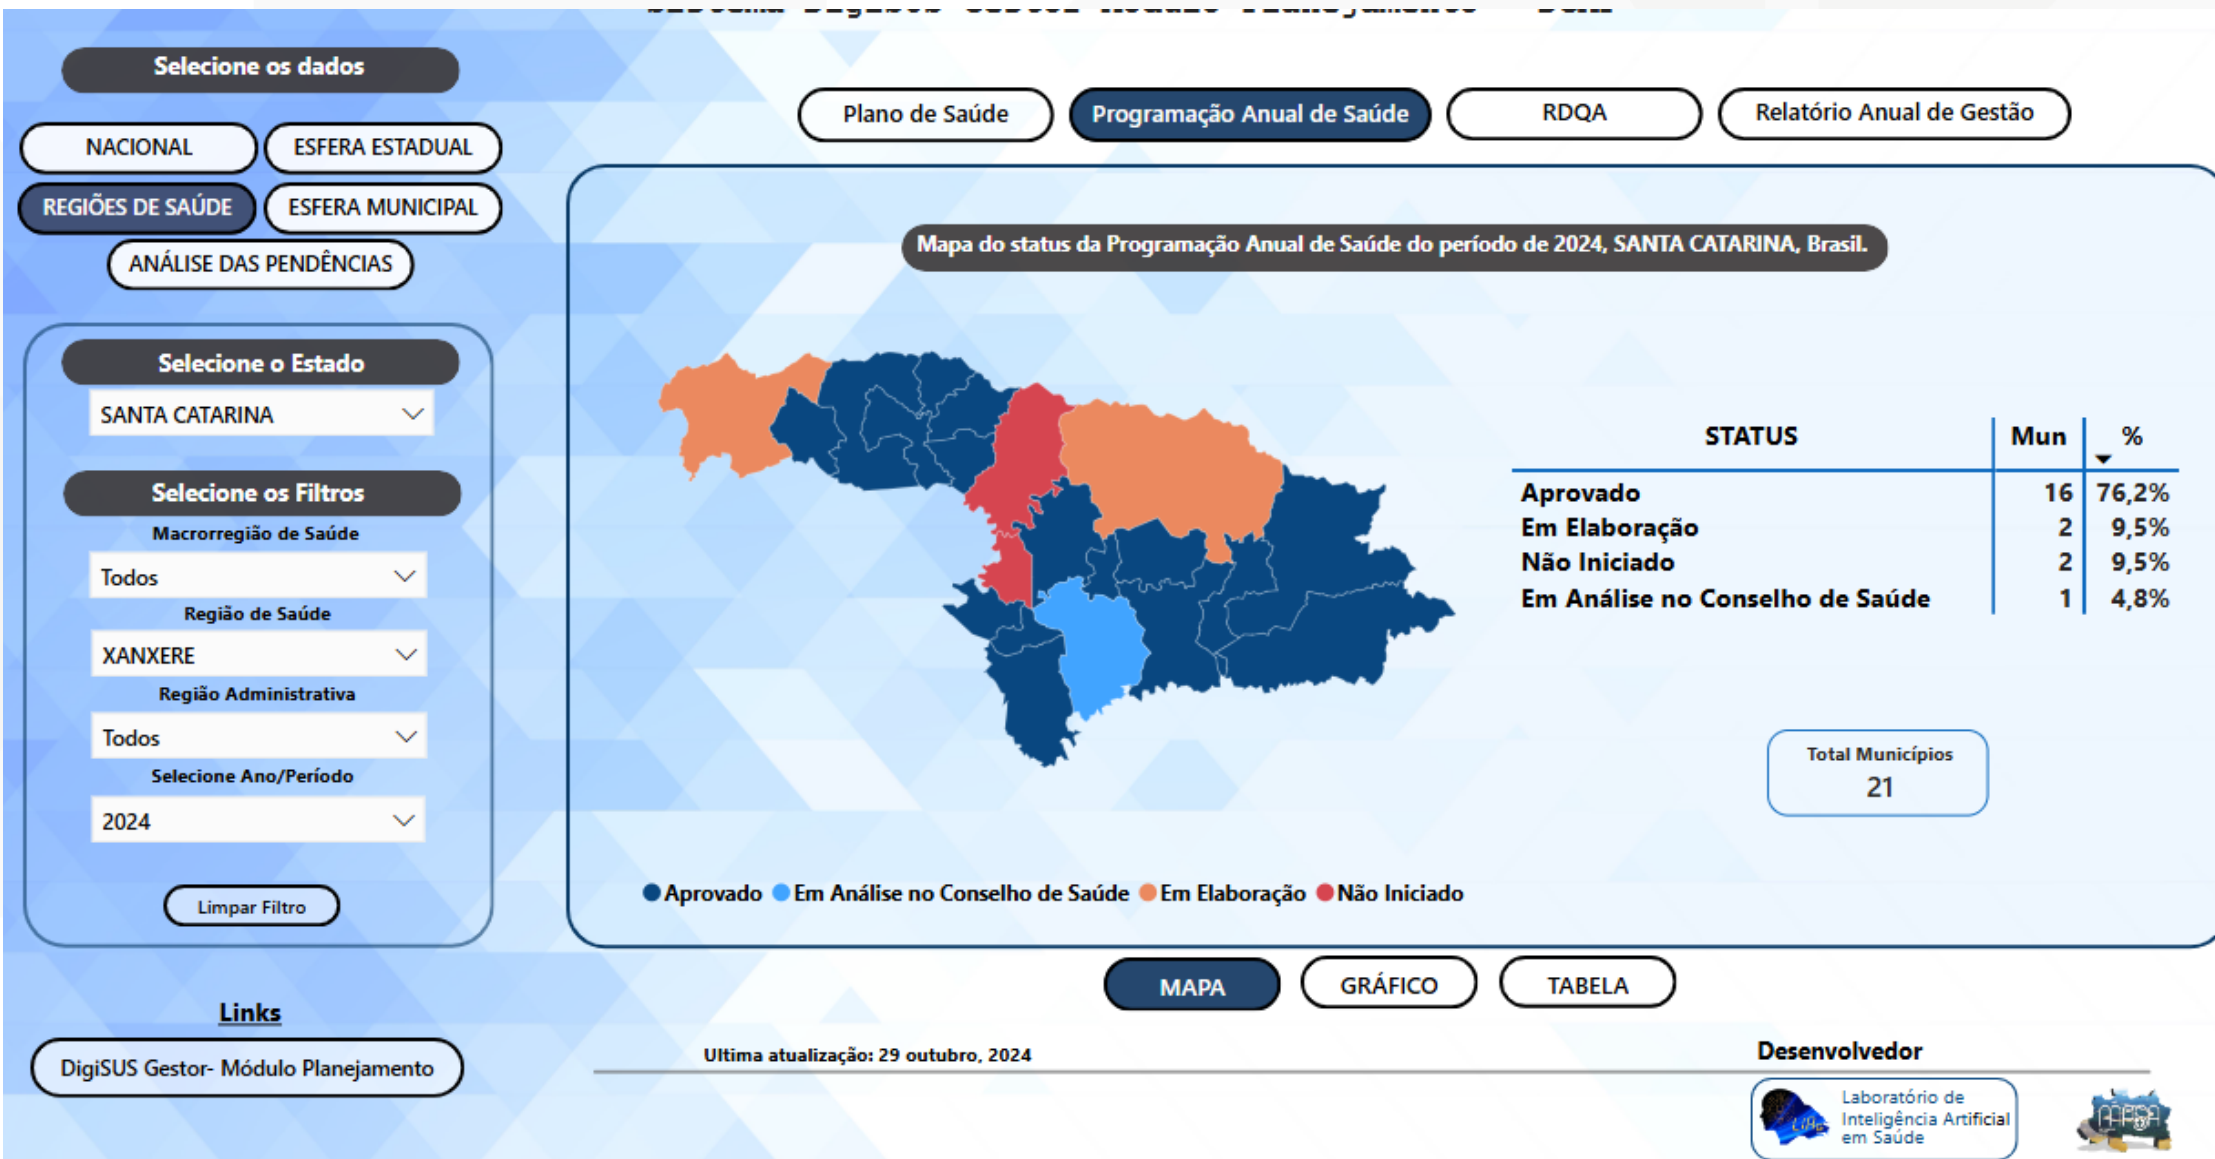 Selecione os dados
NACIONAL
ESFERA ESTADUAL
REGIÕES DE SAÚDE
ESFERA MUNICIPAL
ANÁLISE DAS PENDÊNCIAS
Selecione o Estado
SANTA CATARINA
Selecione os Filtros
Macrorregião de Saúde
Todos
Região de Saúde
XANXERE
Região Administrativa
Todos
Selecione Ano/Período
2024
Limpar Filtro
Links
DigiSUS Gestor- Módulo Planejamento
Plano de Saúde
Programação Anual de Saúde
RDQA
Relatório Anual de Gestão
Mapa do status da Programação Anual de Saúde do período de 2024, SANTA CATARINA, Brasil.
STATUS Mun %
Aprovado 16 76,2%
Em Elaboração 2 9,5%
Não Iniciado 2 9,5%
Em Análise no Conselho de Saúde 1 4,8%
Total Municípios
21
Aprovado Em Análise no Conselho de Saúde Em Elaboração Não Iniciado
MAPA
GRÁFICO
TABELA
Ultima atualização: 29 outubro, 2024
Desenvolvedor
Laboratório de
Inteligência Artificial
em Saúde